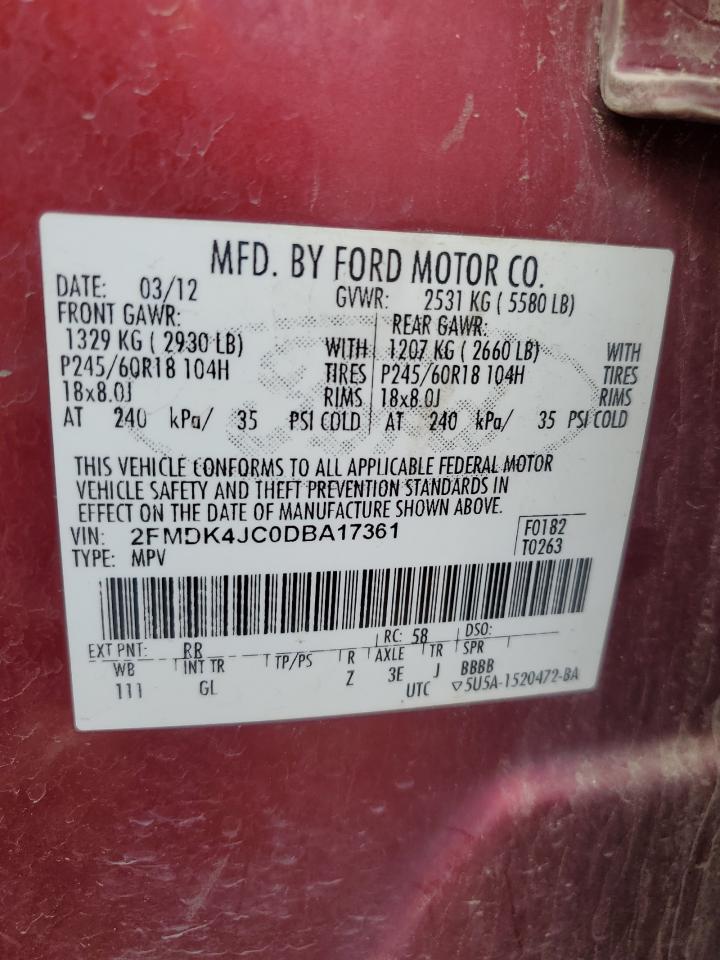 MFD. BY FORD MOTOR CO.
DATE: 03/12 GVWR: 2531 KG ( 5580 LB)
FRONT GAWR: REAR GAWR:
1329 KG ( 2930 LB) WITH 1207 KG ( 2660 LB) WITH
P245/60R18 104H TIRES P245/60R18 104H TIRES
18x8.0J RIMS 18x8.0J RIMS
AT 240 kPa/ 35 PSI COLD AT 240 kPa/ 35 PSI COLD
THIS VEHICLE CONFORMS TO ALL APPLICABLE FEDERAL MOTOR
VEHICLE SAFETY AND THEFT PREVENTION STANDARDS IN
EFFECT ON THE DATE OF MANUFACTURE SHOWN ABOVE.
VIN: 2FMDK4JC0DBA17361 F0182
TYPE: MPV T0263
EXT PNT: RR RC: 58 DSO:
WB INT TR TP/PS R AXLE TR SPR
111 GL Z 3E J BBBB
UTC ▽5U5A-1520472-BA